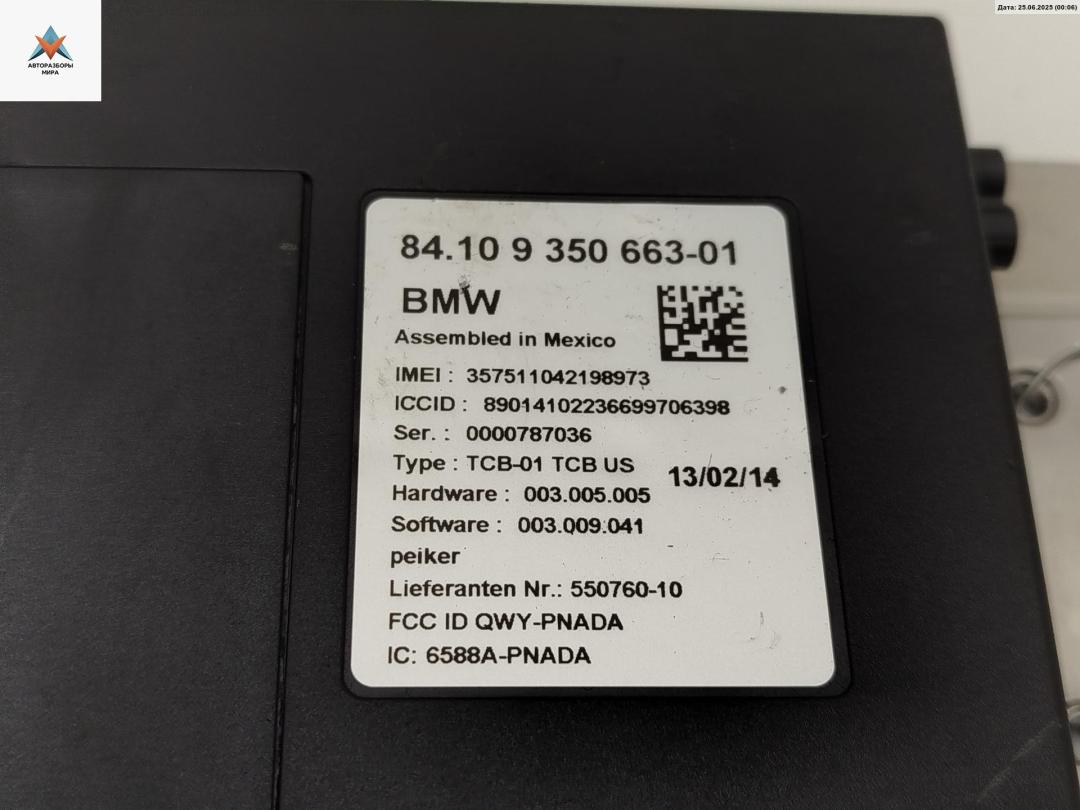 Дата: 25.06.2025 (00:06)
АВТОРАЗБОРЫ
МИРА
84.10 9 350 663-01
BMW
Assembled in Mexico
IMEI : 357511042198973
ICCID : 89014102236699706398
Ser. : 0000787036
Type : TCB-01 TCB US
13/02/14
Hardware : 003.005.005
Software : 003.009.041
peiker
Lieferanten Nr.: 550760-10
FCC ID QWY-PNADA
IC: 6588A-PNADA